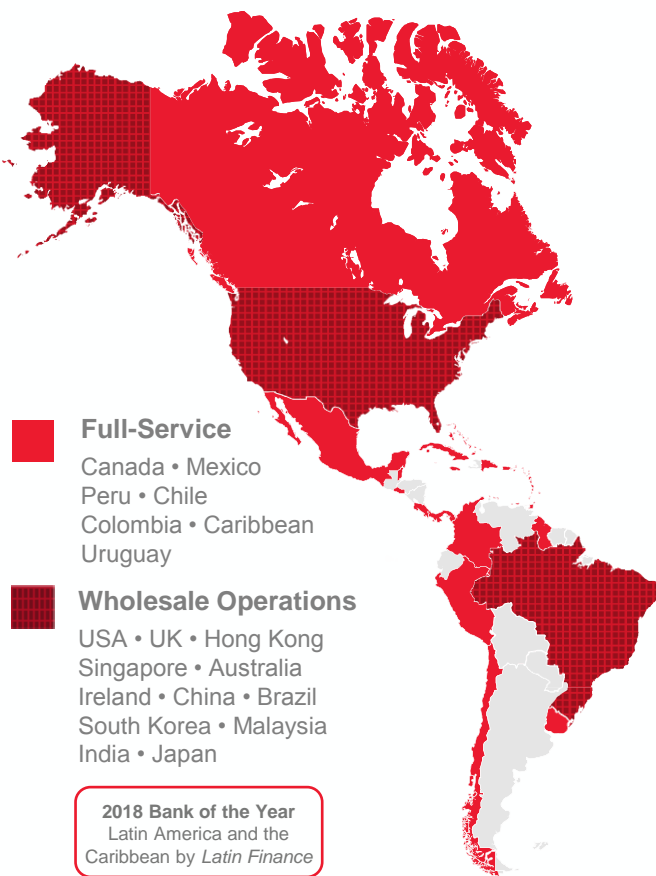 Full-Service
Canada • Mexico
Peru • Chile
Colombia • Caribbean
Uruguay
Wholesale Operations
USA • UK • Hong Kong
Singapore • Australia
Ireland • China • Brazil
South Korea • Malaysia
India • Japan
2018 Bank of the Year
Latin America and the
Caribbean by Latin Finance